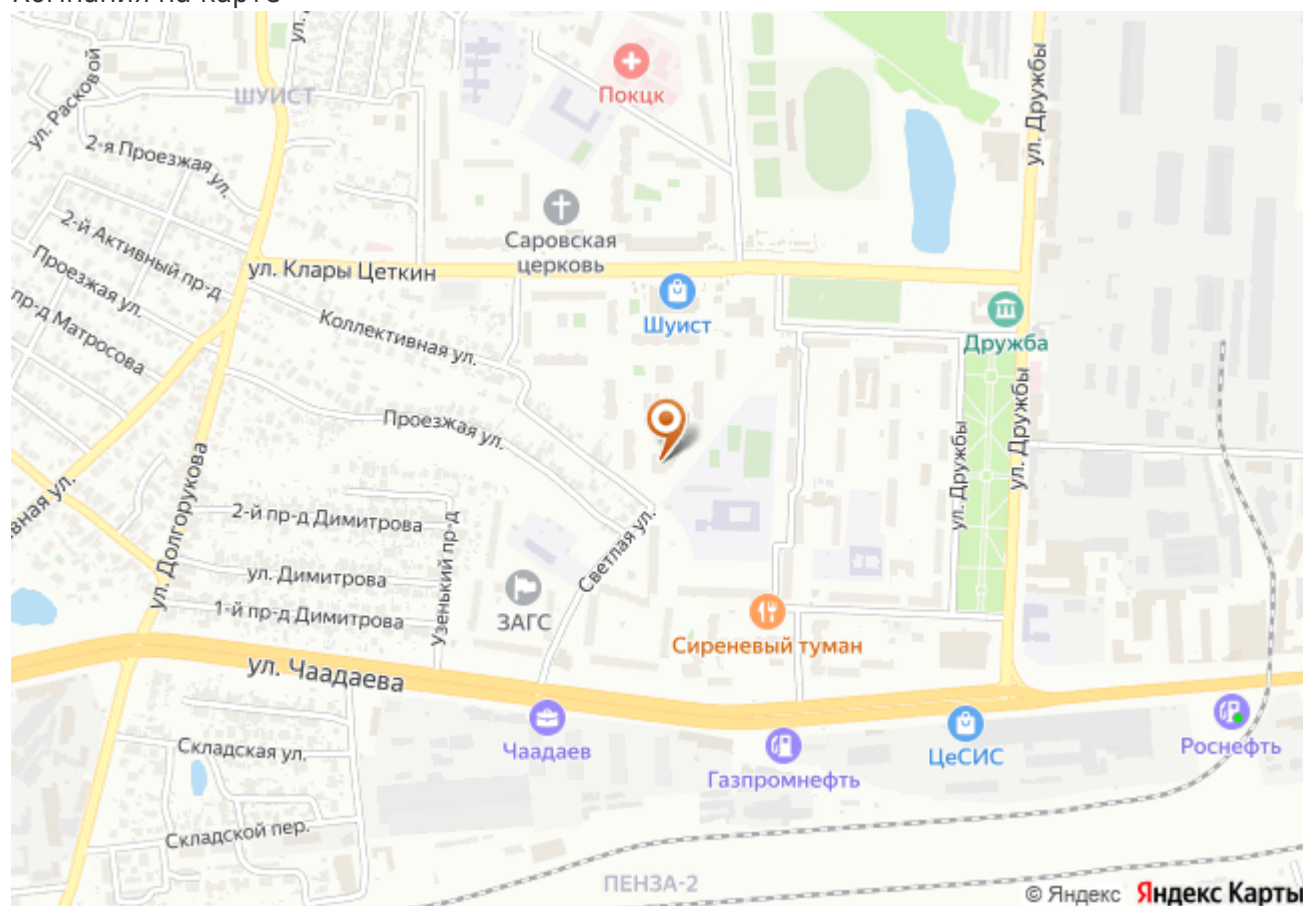 Компания на карте
ул. Расковой
ШУИСТ
Покцк
ул. Дружбы
2-я Проезжая ул.
Саровская
церковь
2-й Активный пр-д
ул. Клары Цеткин
Проезжая ул.
пр-д Матросова
Коллективная ул.
Шуист
Дружба
Проезжая ул.
ул. Дружбы
ул. Дружбы
ул. Долгорукова
2-й пр-д Димитрова
Узенький пр-д
Светлая ул.
ул. Димитрова
1-й пр-д Димитрова
ЗАГС
Сиреневый туман
ул. Чаадаева
Чаадаев
Газпромнефть
ЦеСИС
Роснефть
Складская ул.
Складской пер.
ПЕНЗА-2
© Яндекс Яндекс Карты